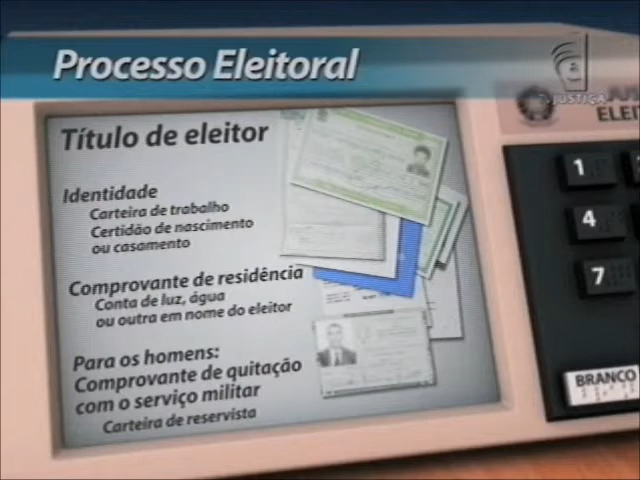 Processo Eleitoral
JUSTIÇA
ELEI
Título de eleitor
Identidade
Carteira de trabalho
Certidão de nascimento
ou casamento
Comprovante de residência
Conta de luz, água
ou outra em nome do eleitor
Para os homens:
Comprovante de quitação
com o serviço militar
Carteira de reservista
1
4
7
BRANCO